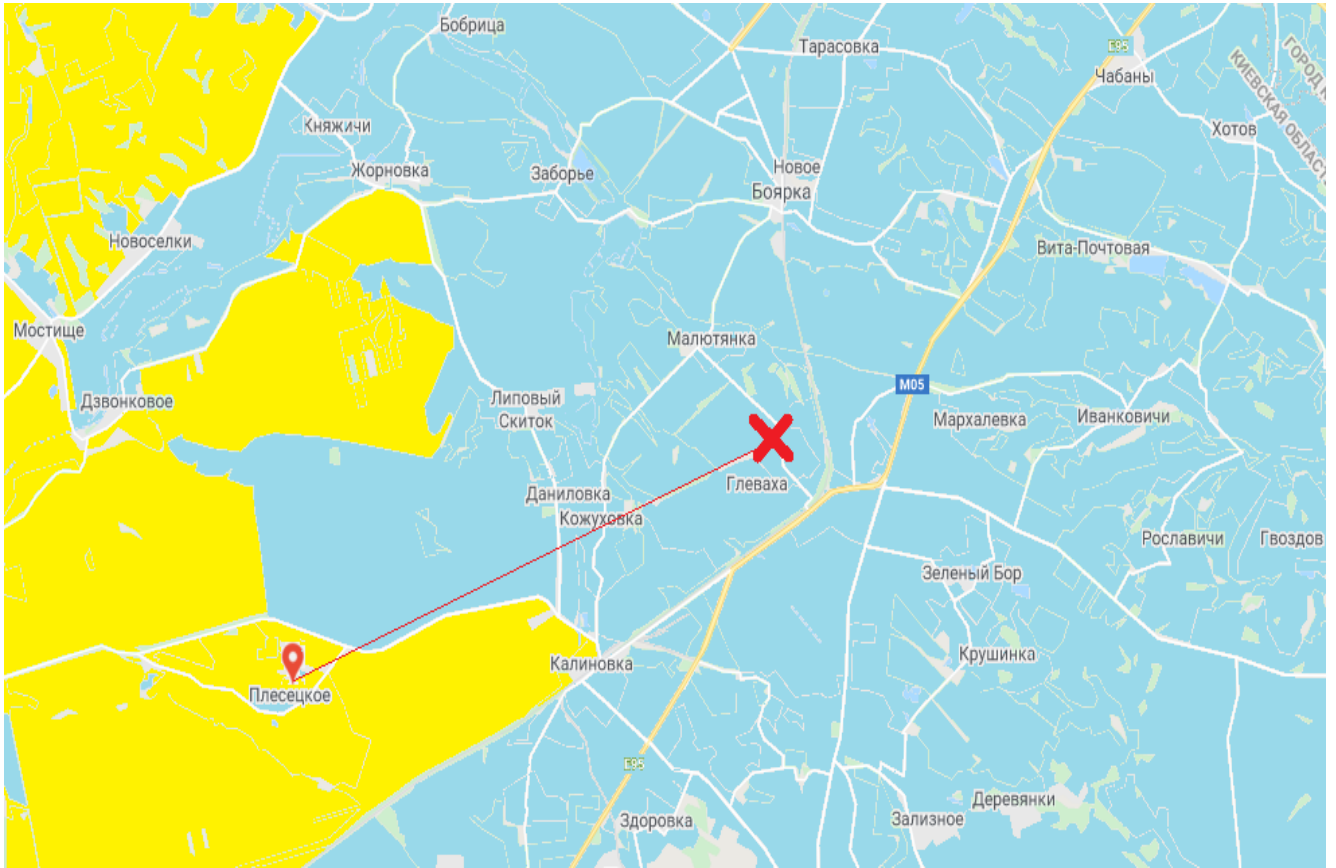 Бобрица
Тарасовка
E95
Чабаны
ГОРОД К
КИЕВСКАЯ ОБЛАСТ
Княжичи
Хотов
Жорновка
Заборье
Новое
Боярка
Новоселки
Вита-Почтовая
Мостище
Малютянка
M05
Дзвонковое
Липовый
Скиток
Мархалевка
Иванковичи
Глеваха
Даниловка
Кожуховка
Рославичи
Гвоздов
Зеленый Бор
Калиновка
Крушинка
Плесецкое
E95
Деревянки
Здоровка
Зализное